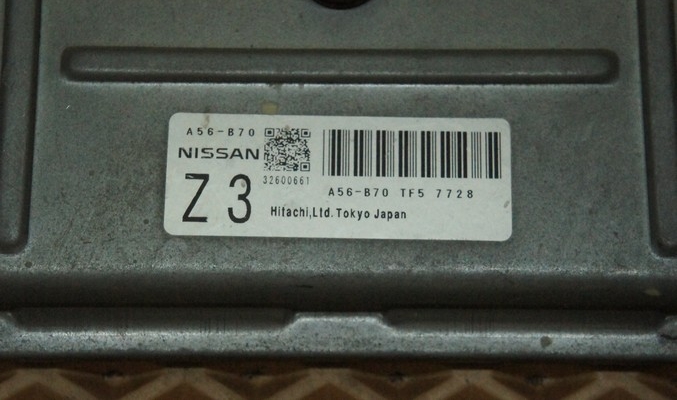 A56-B70
NISSAN
32600661
Z3
A56-B70 TF5 7728
Hitachi,Ltd.Tokyo Japan